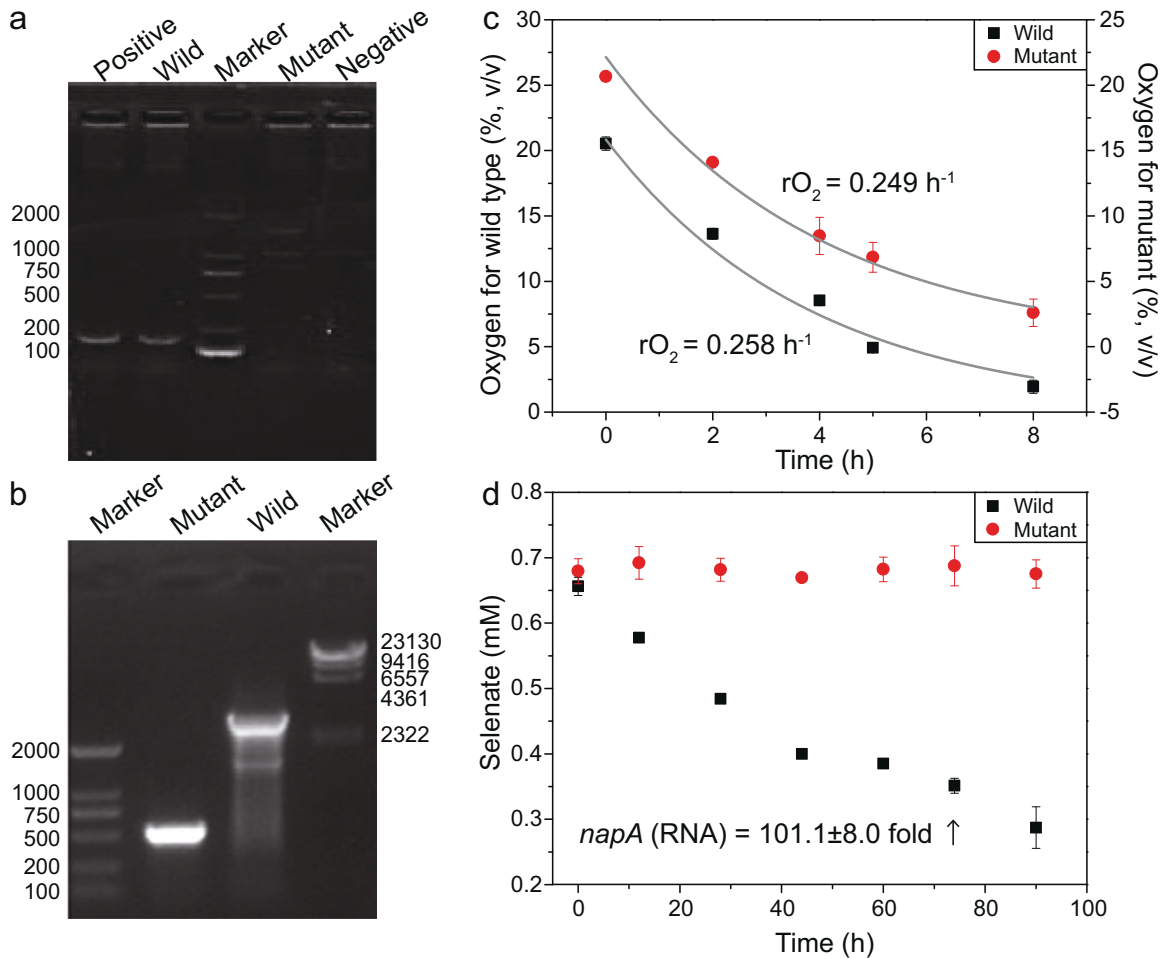 a
Positive
Wild
Marker
Mutant
Negative
2000
1000
750
500
200
100
b
Marker
Mutant
Wild
Marker
2000
1000
750
500
200
100
23130
9416
6557
4361
2322
c
Wild
Mutant
Oxygen for wild type (%, v/v)
30
25
20
15
10
5
0
Oxygen for mutant (%, v/v)
25
20
15
10
5
0
-5
rO₂ = 0.249 h⁻¹
rO₂ = 0.258 h⁻¹
0 2 4 6 8
Time (h)
d
Wild
Mutant
Selenate (mM)
0.8
0.7
0.6
0.5
0.4
0.3
0.2
napA (RNA) = 101.1±8.0 fold ↑
0 20 40 60 80 100
Time (h)